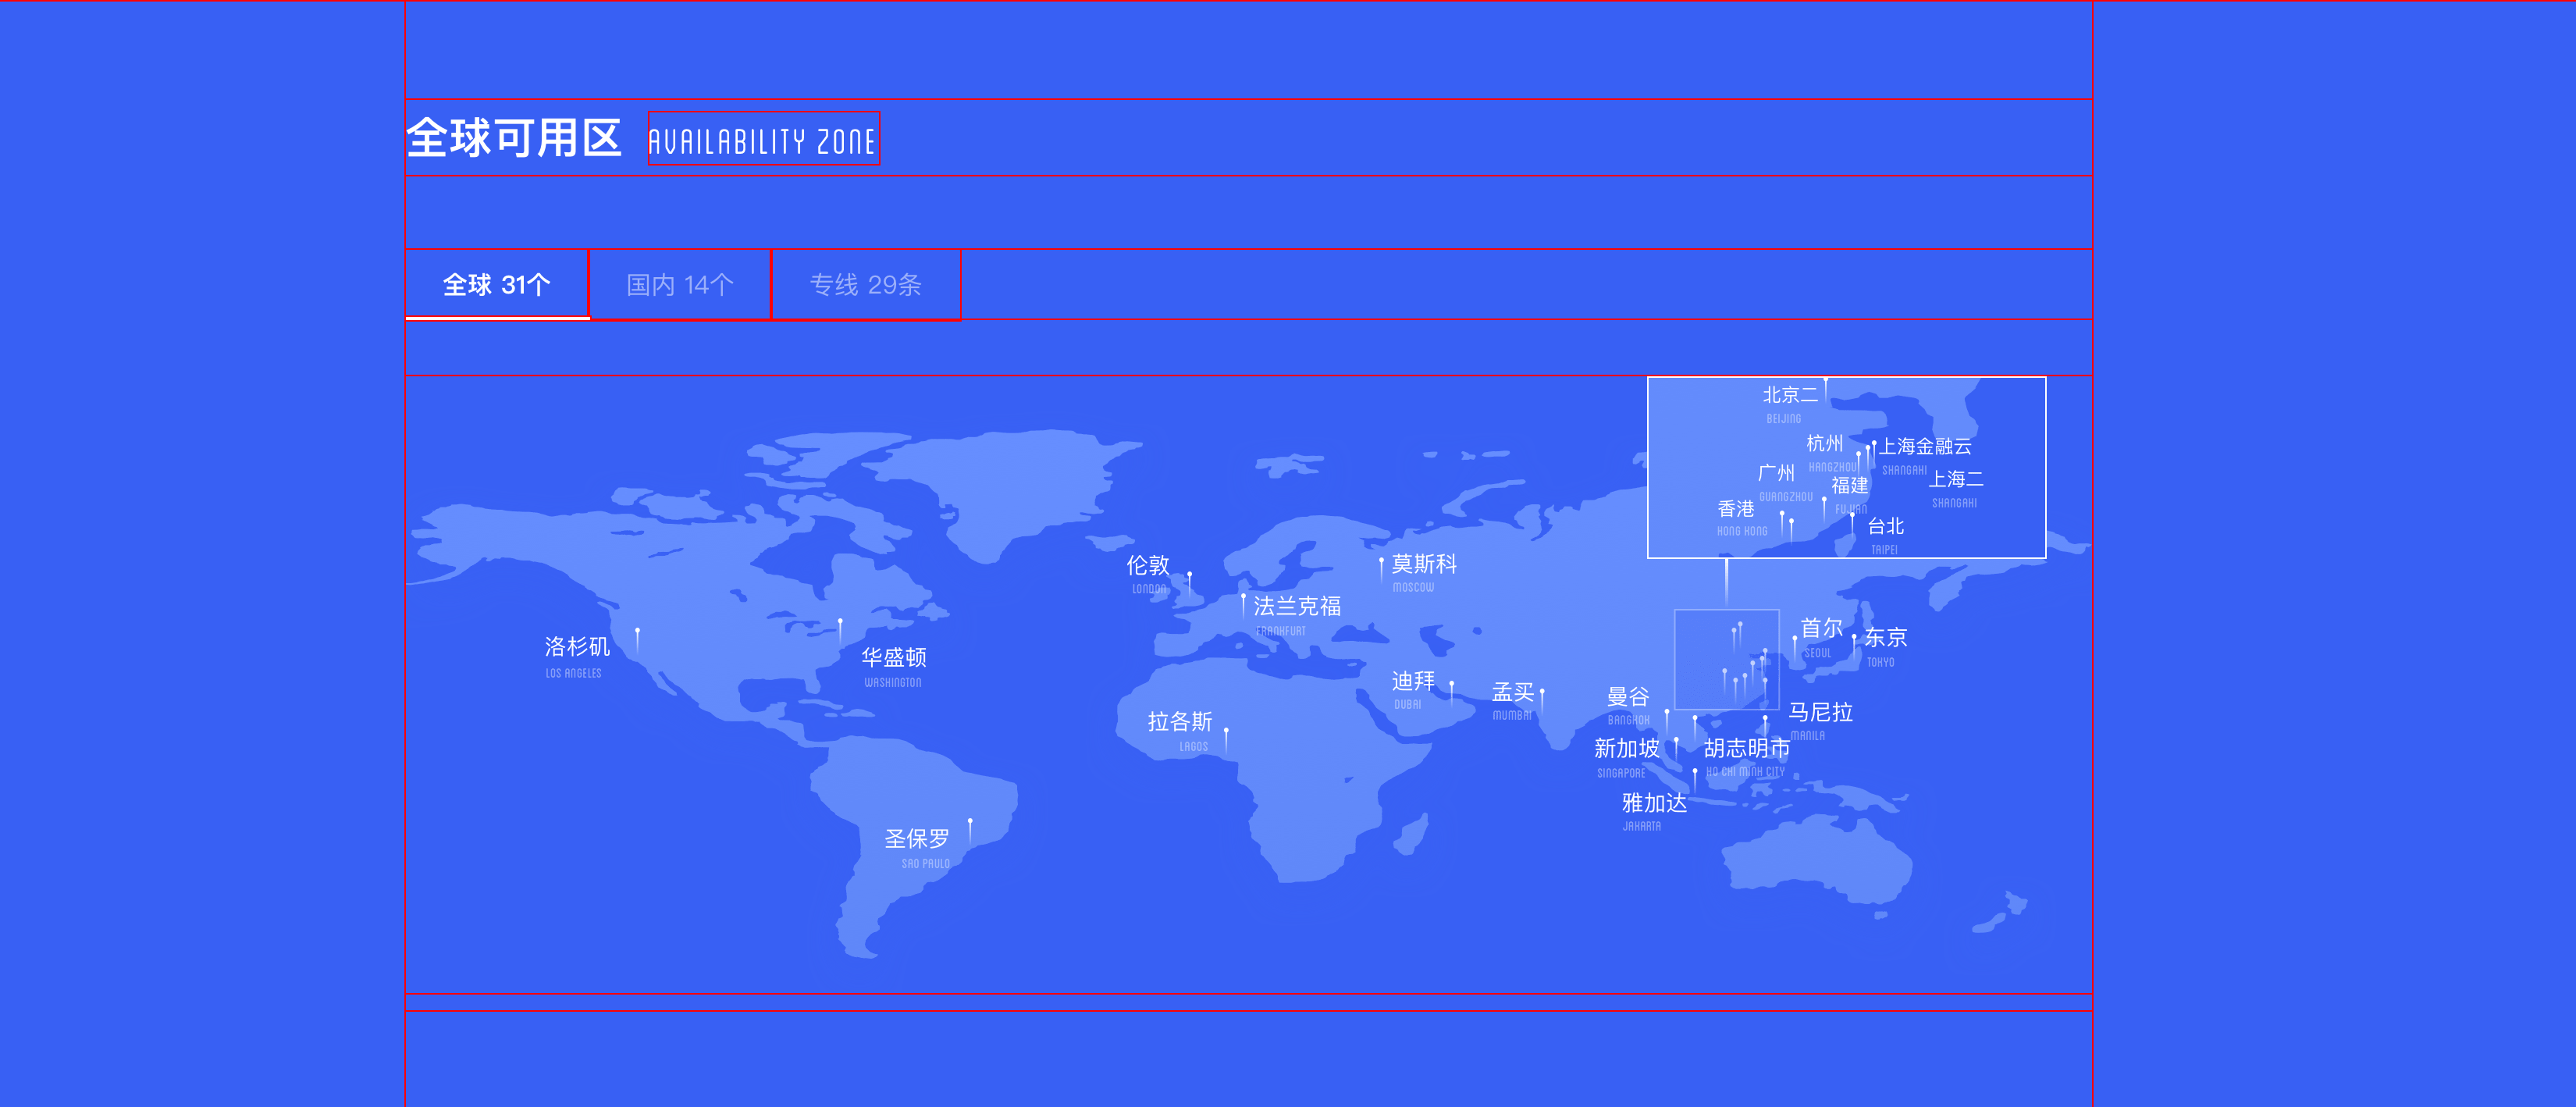 全球可用区 AVAILABILITY ZONE
全球 31个
国内 14个
专线 29条
北京二
BEIJING
杭州
HANGZHOU
上海金融云
SHANGAHI
广州
GUANGZHOU
上海二
SHANGAHI
福建
FUJIAN
香港
HONG KONG
台北
TAIPEI
伦敦
LONDON
莫斯科
MOSCOW
法兰克福
FRANKFURT
洛杉矶
LOS ANGELES
华盛顿
WASHINGTON
首尔
SEOUL
东京
TOKYO
迪拜
DUBAI
孟买
MUMBAI
曼谷
BANGKOK
马尼拉
MANILA
拉各斯
LAGOS
新加坡
SINGAPORE
胡志明市
HO CHI MINH CITY
雅加达
JAKARTA
圣保罗
SAO PAULO